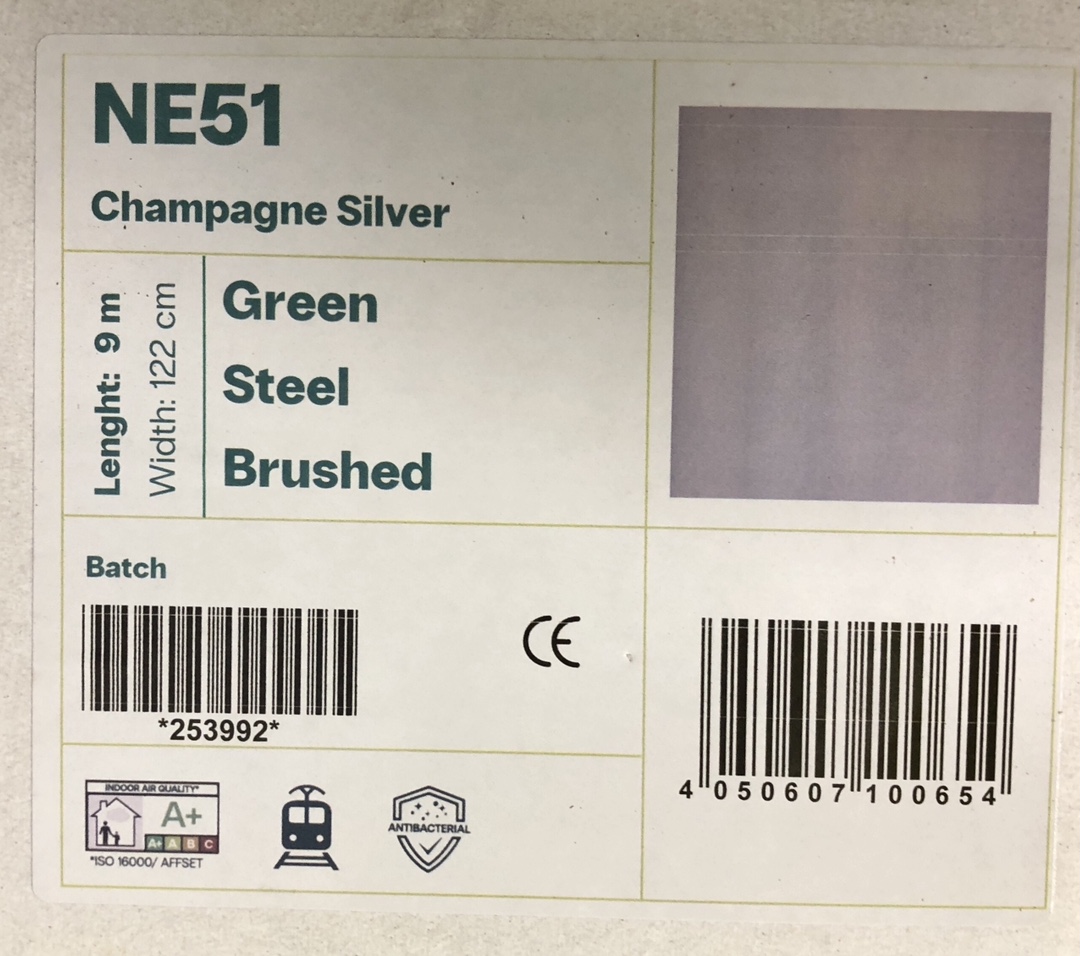 NE51
Champagne Silver
Lenght: 9 m
Width: 122 cm
Green
Steel
Brushed
Batch
*253992*
CE
4 050607 100654
INDOOR AIR QUALITY*
A+
A+ A B C
*ISO 16000/ AFFSET
ANTIBACTERIAL